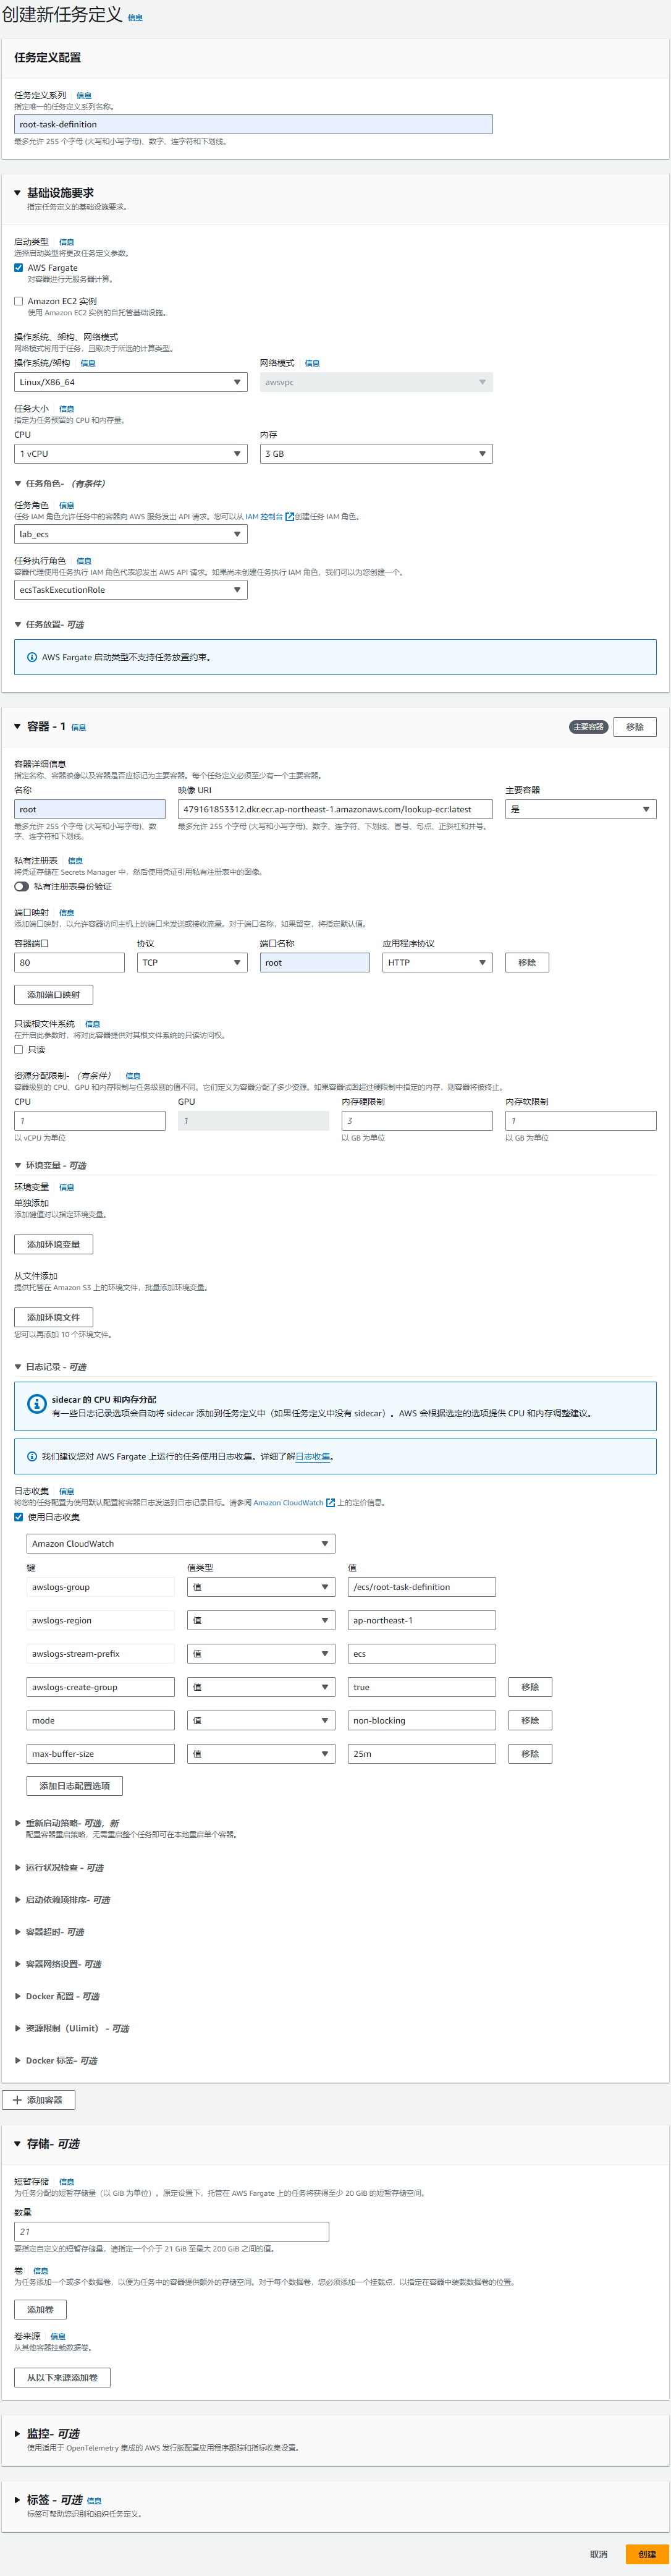 创建新任务定义 信息
任务定义配置
任务定义系列 信息
指定唯一的任务定义系列名称。
root-task-definition
最多允许 255 个字母 (大写和小写字母)、数字、连字符和下划线。
基础设施要求
指定任务定义的基础设施要求。
启动类型 信息
选择启动类型将更改任务定义参数。
AWS Fargate
对容器进行无服务器计算。
Amazon EC2 实例
使用 Amazon EC2 实例的自托管基础设施。
操作系统、架构、网络模式
网络模式将用于任务，且取决于所选的计算类型。
操作系统/架构 信息 网络模式 信息
Linux/X86_64 awsvpc
任务大小 信息
指定为任务预留的 CPU 和内存量。
CPU 内存
1 vCPU 3 GB
任务角色- （有条件）
任务角色 信息
任务 IAM 角色允许任务中的容器向 AWS 服务发出 API 请求。您可以从 IAM 控制台 创建任务 IAM 角色。
lab_ecs
任务执行角色 信息
容器代理使用任务执行 IAM 角色代表您发出 AWS API 请求。如果尚未创建任务执行 IAM 角色，我们可以为您创建一个。
ecsTaskExecutionRole
任务放置- 可选
AWS Fargate 启动类型不支持任务放置约束。
容器 - 1 信息 主要容器 移除
容器详细信息
指定名称、容器映像以及容器是否应标记为主要容器。每个任务定义必须至少有一个主要容器。
名称 映像 URI 主要容器
root 479161853312.dkr.ecr.ap-northeast-1.amazonaws.com/lookup-ecr:latest 是
最多允许 255 个字母 (大写和小写字母)、数 最多允许 255 个字母 (大写和小写字母)、数字、连字符、下划线、冒号、句点、正斜杠和井号。
字、连字符和下划线。
私有注册表 信息
将凭证存储在 Secrets Manager 中，然后使用凭证引用私有注册表中的图像。
私有注册表身份验证
端口映射 信息
添加端口映射，以允许容器访问主机上的端口来发送或接收流量。对于端口名称，如果留空，将指定默认值。
容器端口 协议 端口名称 应用程序协议
80 TCP root HTTP 移除
添加端口映射
只读根文件系统 信息
在开启此参数时，将对此容器提供对其根文件系统的只读访问权。
只读
资源分配限制- （有条件） 信息
容器级别的 CPU、GPU 和内存限制与任务级别的值不同。它们定义为容器分配了多少资源。如果容器试图超过硬限制中指定的内存，则容器将被终止。
CPU GPU 内存硬限制 内存软限制
1 1 3 1
以 vCPU 为单位 以 GB 为单位 以 GB 为单位
环境变量 - 可选
环境变量 信息
单独添加
添加键值对以指定环境变量。
添加环境变量
从文件添加
提供托管在 Amazon S3 上的环境文件，批量添加环境变量。
添加环境文件
您可以再添加 10 个环境文件。
日志记录 - 可选
sidecar 的 CPU 和内存分配
有一些日志记录选项会自动将 sidecar 添加到任务定义中（如果任务定义中没有 sidecar）。AWS 会根据选定的选项提供 CPU 和内存调整建议。
我们建议您对 AWS Fargate 上运行的任务使用日志收集。详细了解日志收集。
日志收集 信息
将您的任务配置为使用默认配置将容器日志发送到日志记录目标。请参阅 Amazon CloudWatch 上的定价信息。
使用日志收集
Amazon CloudWatch
键 值类型 值
awslogs-group 值 /ecs/root-task-definition
awslogs-region 值 ap-northeast-1
awslogs-stream-prefix 值 ecs
awslogs-create-group 值 true 移除
mode 值 non-blocking 移除
max-buffer-size 值 25m 移除
添加日志配置选项
重新启动策略- 可选，新
配置容器重启策略，无需重启整个任务即可在本地重启单个容器。
运行状况检查 - 可选
启动依赖项排序- 可选
容器超时- 可选
容器网络设置- 可选
Docker 配置 - 可选
资源限制（Ulimit） - 可选
Docker 标签- 可选
添加容器
存储- 可选
短暂存储 信息
为任务分配的短暂存储量（以 GiB 为单位）。原定设置下，托管在 AWS Fargate 上的任务将获得至少 20 GiB 的短暂存储空间。
数量
21
要指定自定义的短暂存储量，请指定一个介于 21 GiB 至最大 200 GiB 之间的值。
卷 信息
为任务添加一个或多个数据卷，以便为任务中的容器提供额外的存储空间。对于每个数据卷，您必须添加一个挂载点，以指定在容器中装载数据卷的位置。
添加卷
卷来源 信息
从其他容器挂载数据卷。
从以下来源添加卷
监控- 可选
使用适用于 OpenTelemetry 集成的 AWS 发行版配置应用程序跟踪和指标收集设置。
标签 - 可选 信息
标签可帮助您识别和组织任务定义。
取消 创建